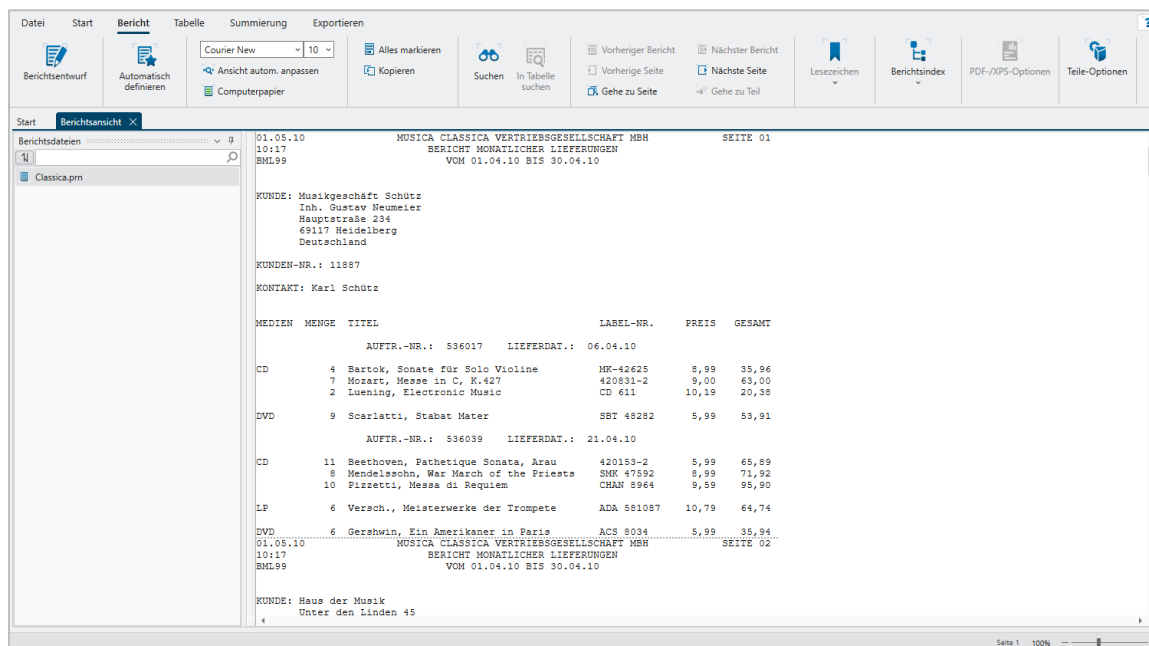 Datei Start Bericht Tabelle Summierung Exportieren ?
Courier New 10 Alles markieren Vorheriger Bericht Nächster Bericht
Berichtsentwurf Automatisch definieren Ansicht autom. anpassen Kopieren Suchen In Tabelle suchen Vorherige Seite Nächste Seite Lesezeichen Berichtsindex PDF-/XPS-Optionen Teile-Optionen
Computerpapier Gehe zu Seite Gehe zu Teil
Start Berichtsansicht
Berichtsdateien
Classica.prn
01.05.10 MUSICA CLASSICA VERTRIEBSGESELLSCHAFT MBH SEITE 01
10:17 BERICHT MONATLICHER LIEFERUNGEN
BML99 VOM 01.04.10 BIS 30.04.10
KUNDE: Musikgeschäft Schütz
Inh. Gustav Neumeier
Hauptstraße 234
69117 Heidelberg
Deutschland
KUNDEN-NR.: 11887
KONTAKT: Karl Schütz
MEDIEN MENGE TITEL LABEL-NR. PREIS GESAMT
AUFTR.-NR.: 536017 LIEFERDAT.: 06.04.10
CD 4 Bartok, Sonate für Solo Violine MK-42625 8,99 35,96
7 Mozart, Messe in C, K.427 420831-2 9,00 63,00
2 Luening, Electronic Music CD 611 10,19 20,38
DVD 9 Scarlatti, Stabat Mater SBT 48282 5,99 53,91
AUFTR.-NR.: 536039 LIEFERDAT.: 21.04.10
CD 11 Beethoven, Pathetique Sonata, Arau 420153-2 5,99 65,89
8 Mendelssohn, War March of the Priests SMK 47592 8,99 71,92
10 Pizzetti, Messa di Requiem CHAN 8964 9,59 95,90
LP 6 Versch., Meisterwerke der Trompete ADA 581087 10,79 64,74
DVD 6 Gershwin, Ein Amerikaner in Paris ACS 8034 5,99 35,94
01.05.10 MUSICA CLASSICA VERTRIEBSGESELLSCHAFT MBH SEITE 02
10:17 BERICHT MONATLICHER LIEFERUNGEN
BML99 VOM 01.04.10 BIS 30.04.10
KUNDE: Haus der Musik
Unter den Linden 45
Seite 1 100%